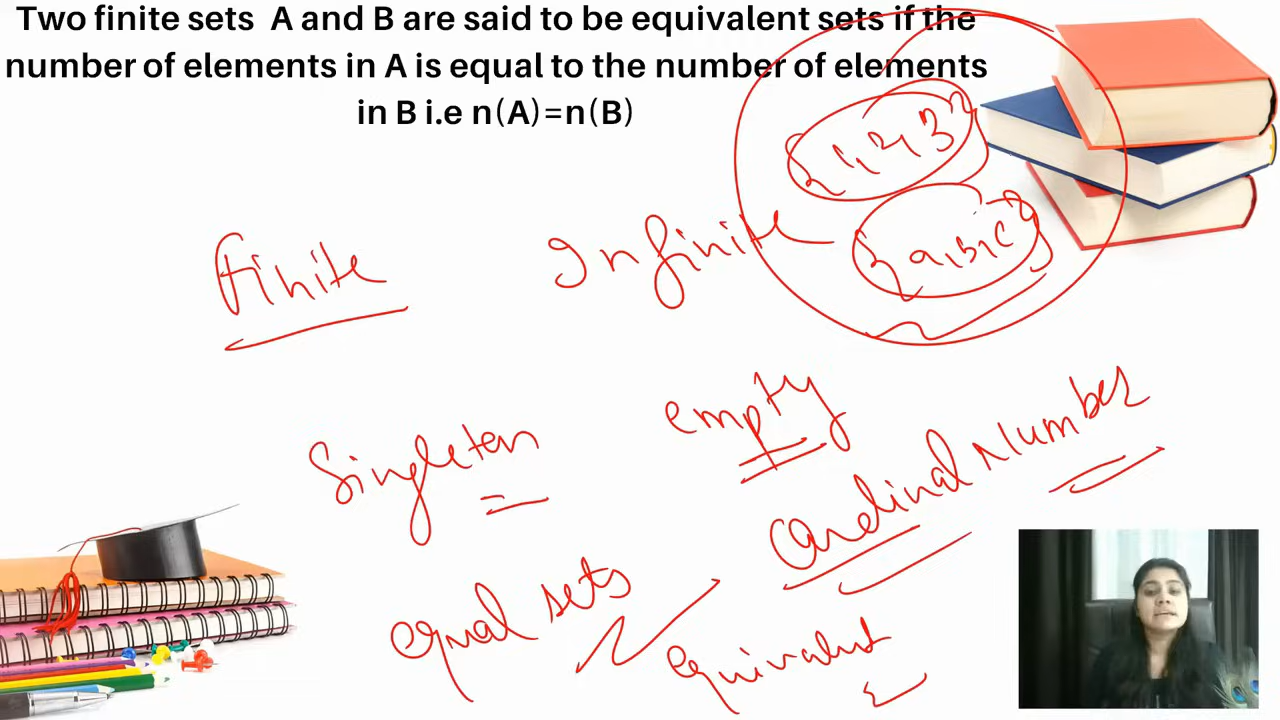 Two finite sets A and B are said to be equivalent sets if the
number of elements in A is equal to the number of elements
in B i.e n(A)=n(B)
{1,2,3}
{a,b,c}
finite
Infinite
empty
Singleton
Cardinal Number
equal sets
equivalent